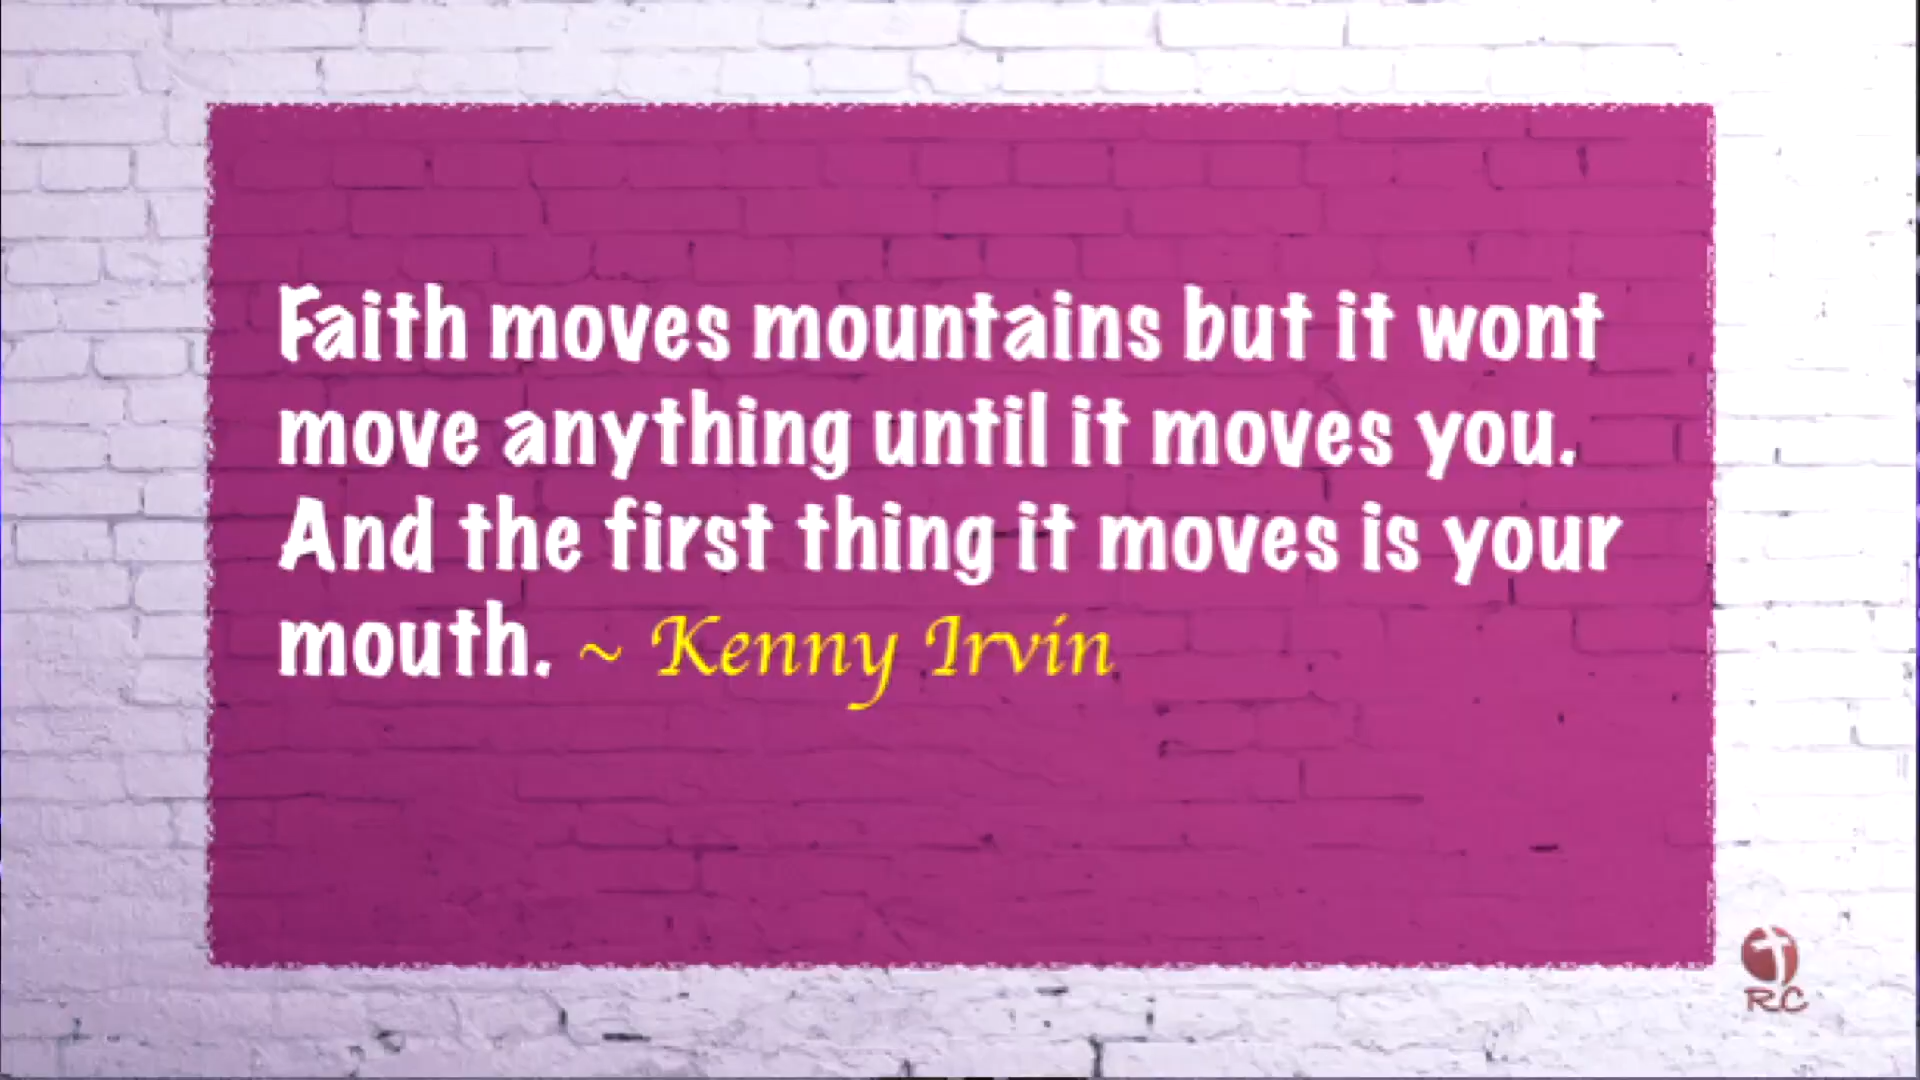 Faith moves mountains but it wont
move anything until it moves you.
And the first thing it moves is your
mouth. ~ Kenny Irvin
RC